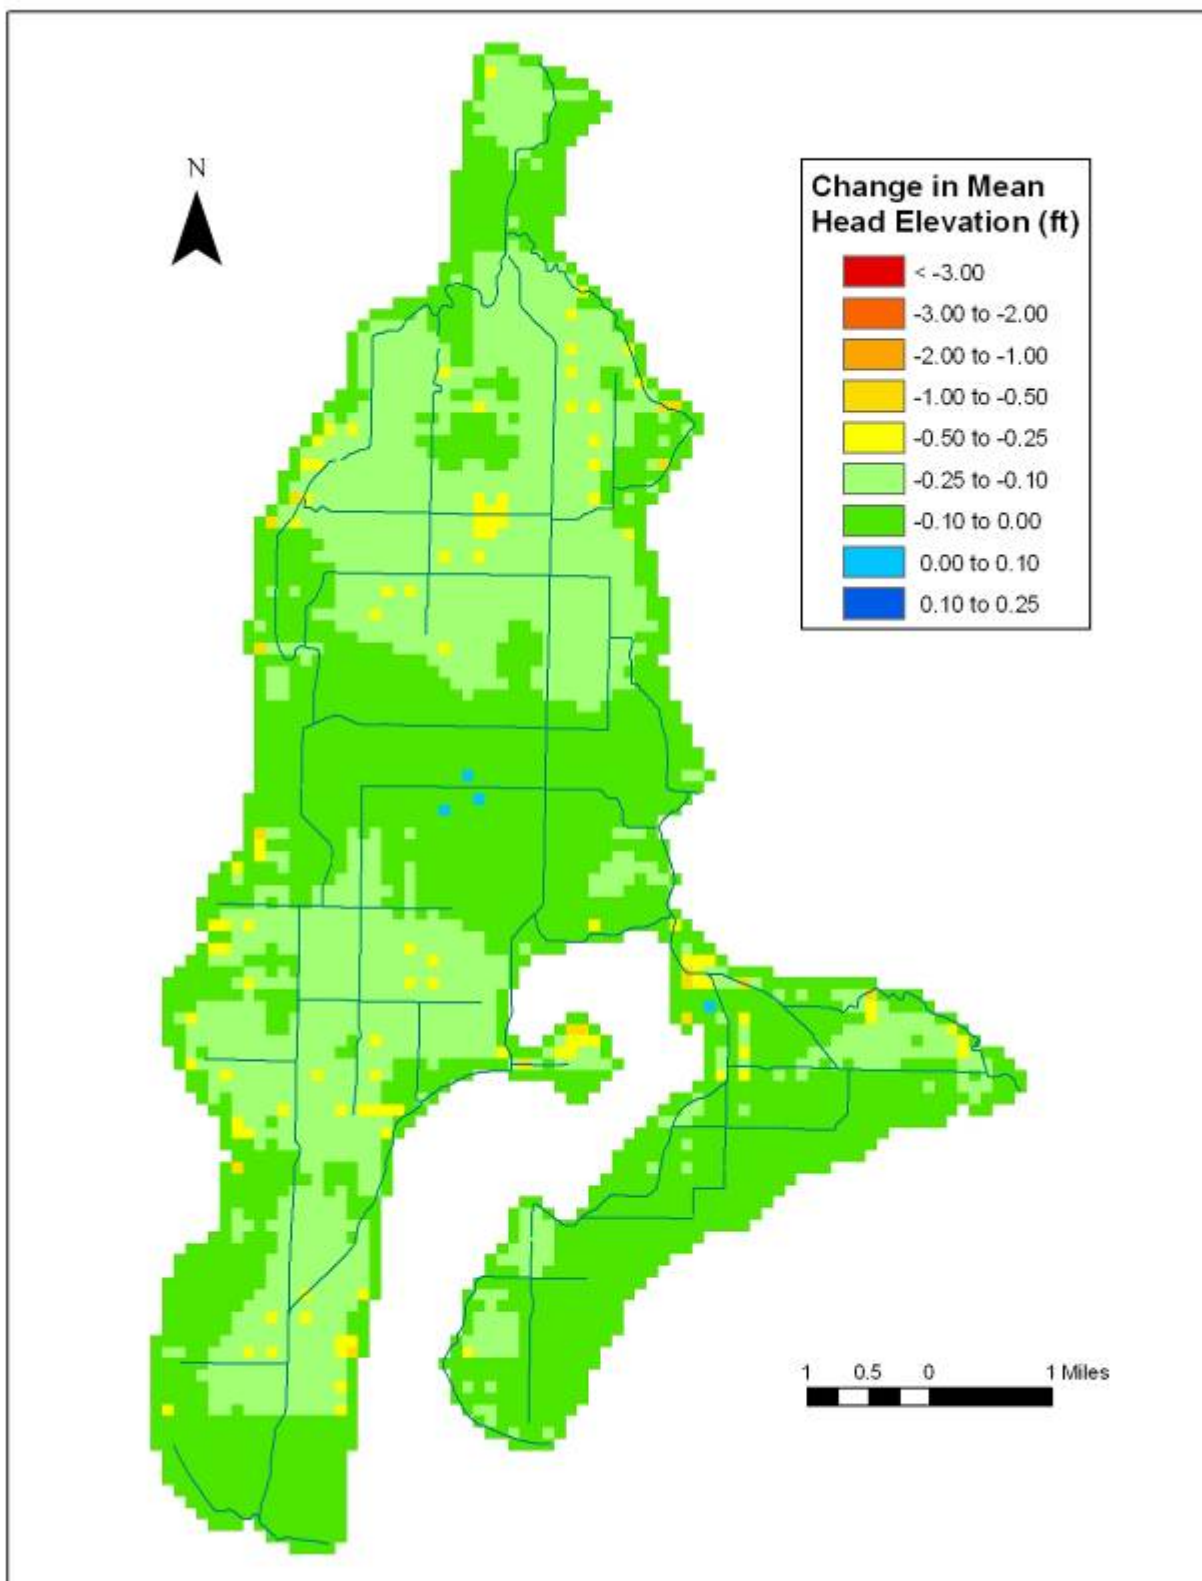 N
Change in Mean
Head Elevation (ft)
< -3.00
-3.00 to -2.00
-2.00 to -1.00
-1.00 to -0.50
-0.50 to -0.25
-0.25 to -0.10
-0.10 to 0.00
0.00 to 0.10
0.10 to 0.25
1 0.5 0 1 Miles